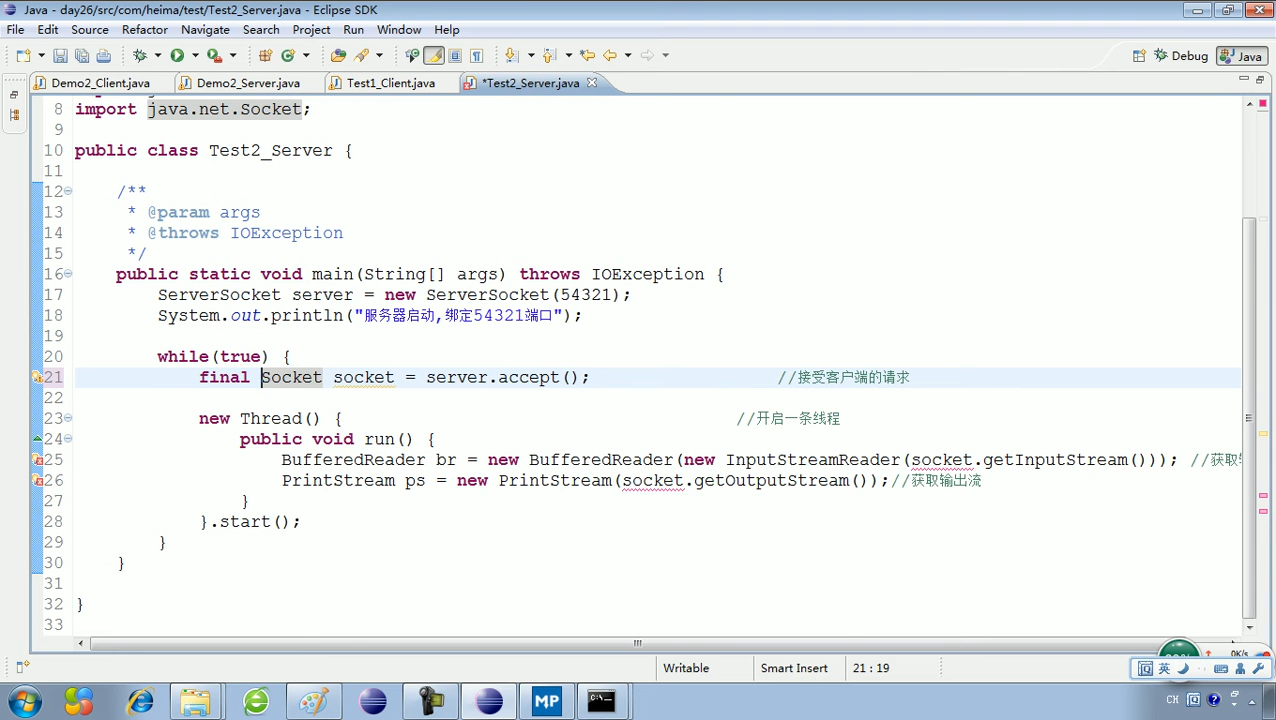 Java - day26/src/com/heima/test/Test2_Server.java - Eclipse SDK
File Edit Source Refactor Navigate Search Project Run Window Help
Debug Java
Demo2_Client.java Demo2_Server.java Test1_Client.java *Test2_Server.java
8 import java.net.Socket;
9
10 public class Test2_Server {
11
12 /**
13 * @param args
14 * @throws IOException
15 */
16 public static void main(String[] args) throws IOException {
17 ServerSocket server = new ServerSocket(54321);
18 System.out.println("服务器启动,绑定54321端口");
19
20 while(true) {
21 final Socket socket = server.accept(); //接受客户端的请求
22
23 new Thread() { //开启一条线程
24 public void run() {
25 BufferedReader br = new BufferedReader(new InputStreamReader(socket.getInputStream())); //获取
26 PrintStream ps = new PrintStream(socket.getOutputStream());//获取输出流
27 }
28 }.start();
29 }
30 }
31
32 }
33
Writable Smart Insert 21 : 19
0K/s
英
MP
CH